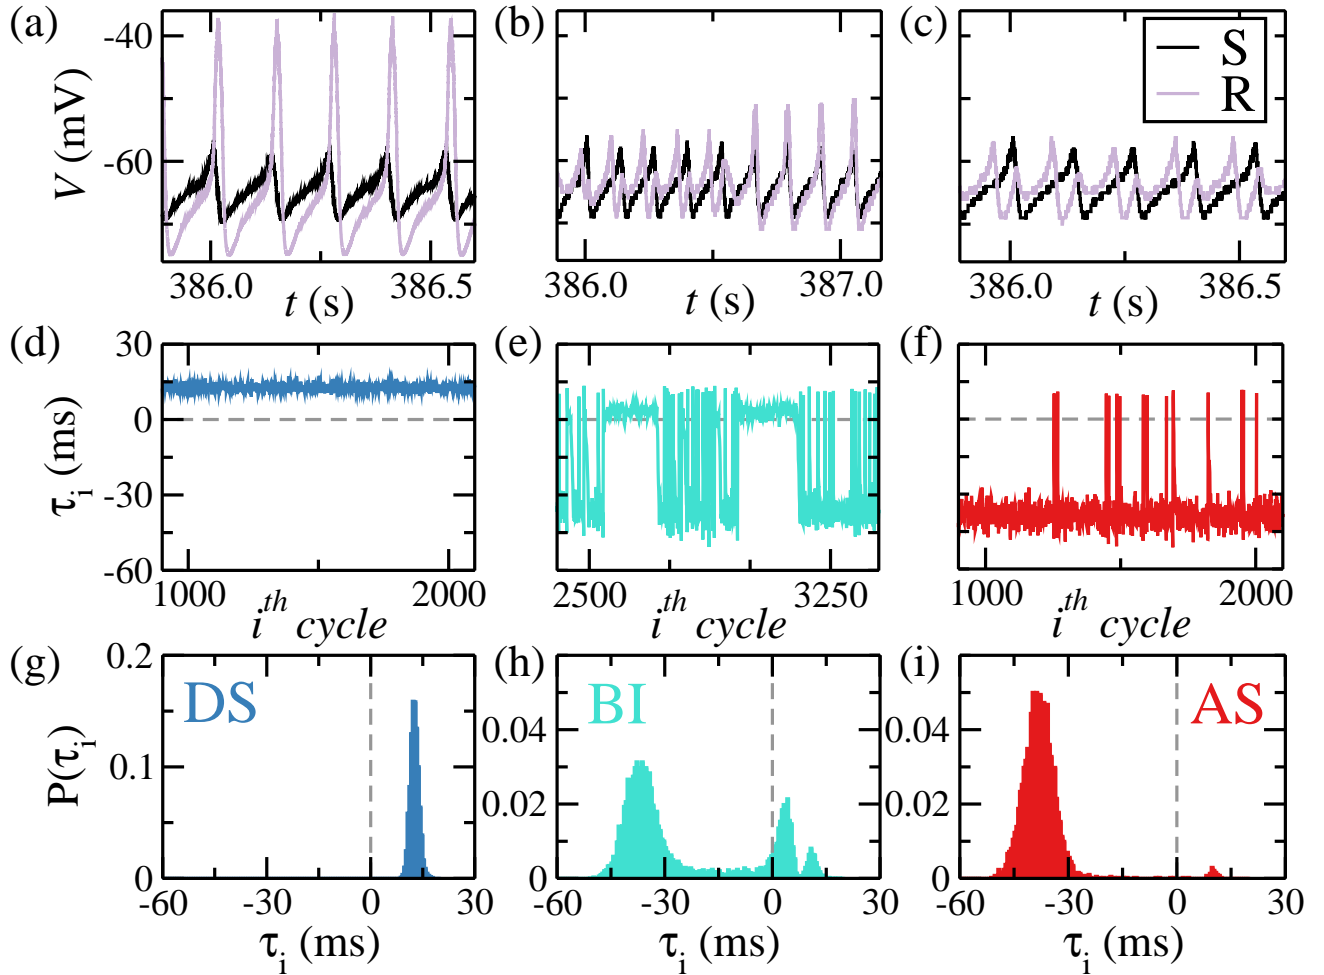 (a) (b) (c)
-40
-60
V (mV)
S
R
386.0 386.5 386.0 387.0 386.0 386.5
t (s) t (s) t (s)
(d) (e) (f)
30
0
-30
-60
τi (ms)
1000 2000 2500 3250 1000 2000
i^th cycle i^th cycle i^th cycle
(g) (h) (i)
0.2
0.1
0
P(τi)
DS
0.04
0.02
0
BI
0.04
0.02
0
AS
-60 -30 0 30 -60 -30 0 30 -60 -30 0 30
τi (ms) τi (ms) τi (ms)